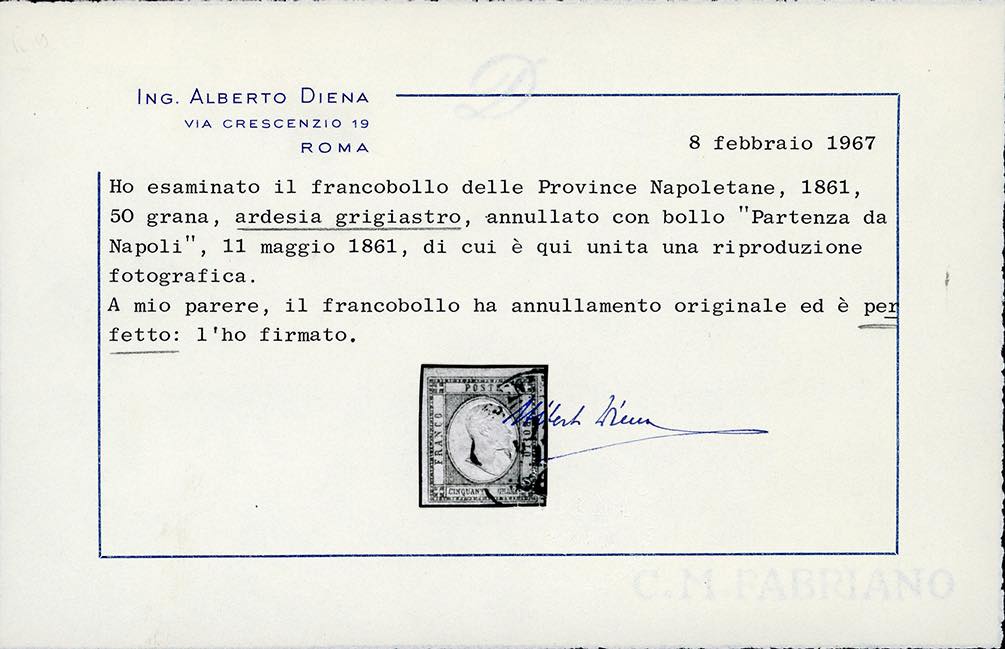 ING. ALBERTO DIENA
VIA CRESCENZIO 19
ROMA
8 febbraio 1967
Ho esaminato il francobollo delle Province Napoletane, 1861,
50 grana, ardesia grigiastro, annullato con bollo "Partenza da
Napoli", 11 maggio 1861, di cui è qui unita una riproduzione
fotografica.
A mio parere, il francobollo ha annullamento originale ed è per
fetto: l'ho firmato.
POSTE
FRANCO
CINQUANT
Alberto Diena
C.M.FABRIANO